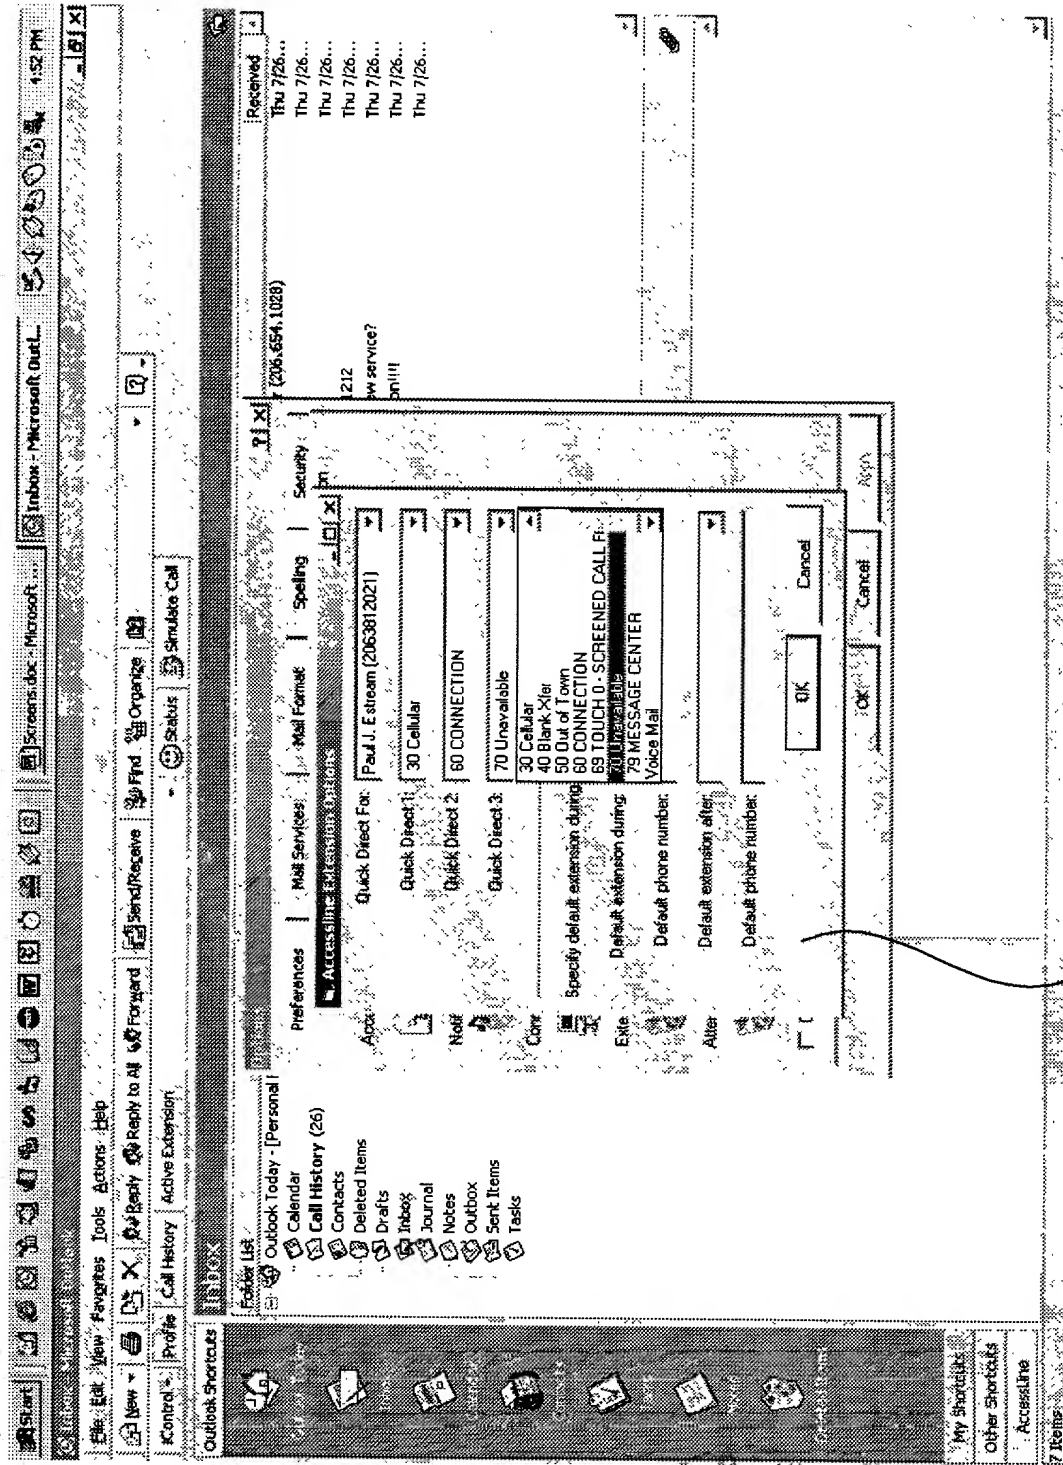 Start
Screens.doc - Microsoft ...
Inbox - Microsoft Outl...
4:52 PM
File Edit View Favorites Tools Actions Help
New Reply Reply to All Forward Send/Receive Find Organize
Profile Call History Active Extension Status Simulate Call
Outlook Shortcuts
Inbox
Folder List
Received
Outlook Today - [Personal
Calendar
Call History (26)
Contacts
Deleted Items
Drafts
Inbox
Journal
Notes
Outbox
Sent Items
Tasks
(206.654.1028)
1212
ew service?
on!!!!
Thu 7/26...
Thu 7/26...
Thu 7/26...
Thu 7/26...
Thu 7/26...
Thu 7/26...
Thu 7/26...
Preferences Mail Services Mail Format Spelling Security
Accessline Extension Options
Quick Direct For: Paul J. Estream (2063812021)
Quick Direct 1: 30 Cellular
Quick Direct 2: 60 CONNECTION
Quick Direct 3: 70 Unavailable
30 Cellular
40 Blank Xfer
50 Out of Town
60 CONNECTION
69 TOUCH 0 - SCREENED CALL
70 Unavailable
79 MESSAGE CENTER
Voice Mail
Specify default extension during:
Default extension during:
Default phone number:
Default extension after:
Default phone number:
OK Cancel
OK Cancel
My Shortcuts
Other Shortcuts
AccessLine
7 Items